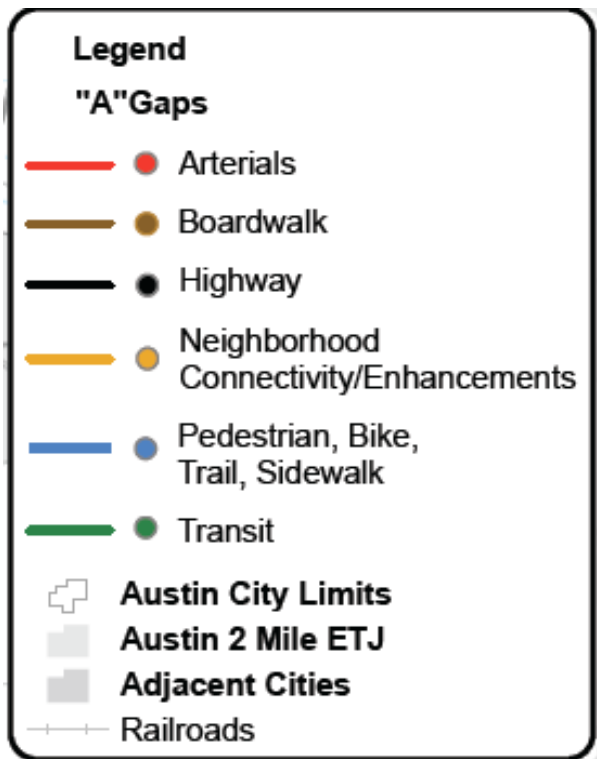 Legend
"A"Gaps
Arterials
Boardwalk
Highway
Neighborhood
Connectivity/Enhancements
Pedestrian, Bike,
Trail, Sidewalk
Transit
Austin City Limits
Austin 2 Mile ETJ
Adjacent Cities
Railroads